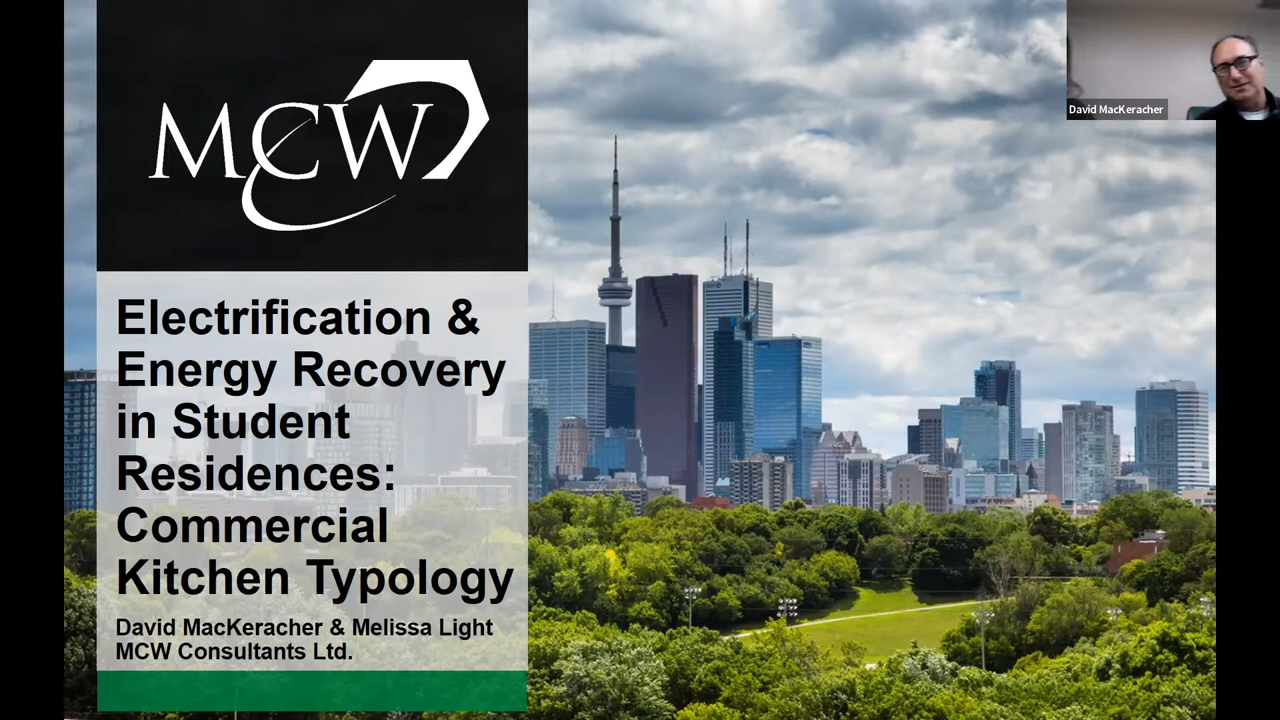 MCW
Electrification &
Energy Recovery
in Student
Residences:
Commercial
Kitchen Typology
David MacKeracher & Melissa Light
MCW Consultants Ltd.
David MacKeracher